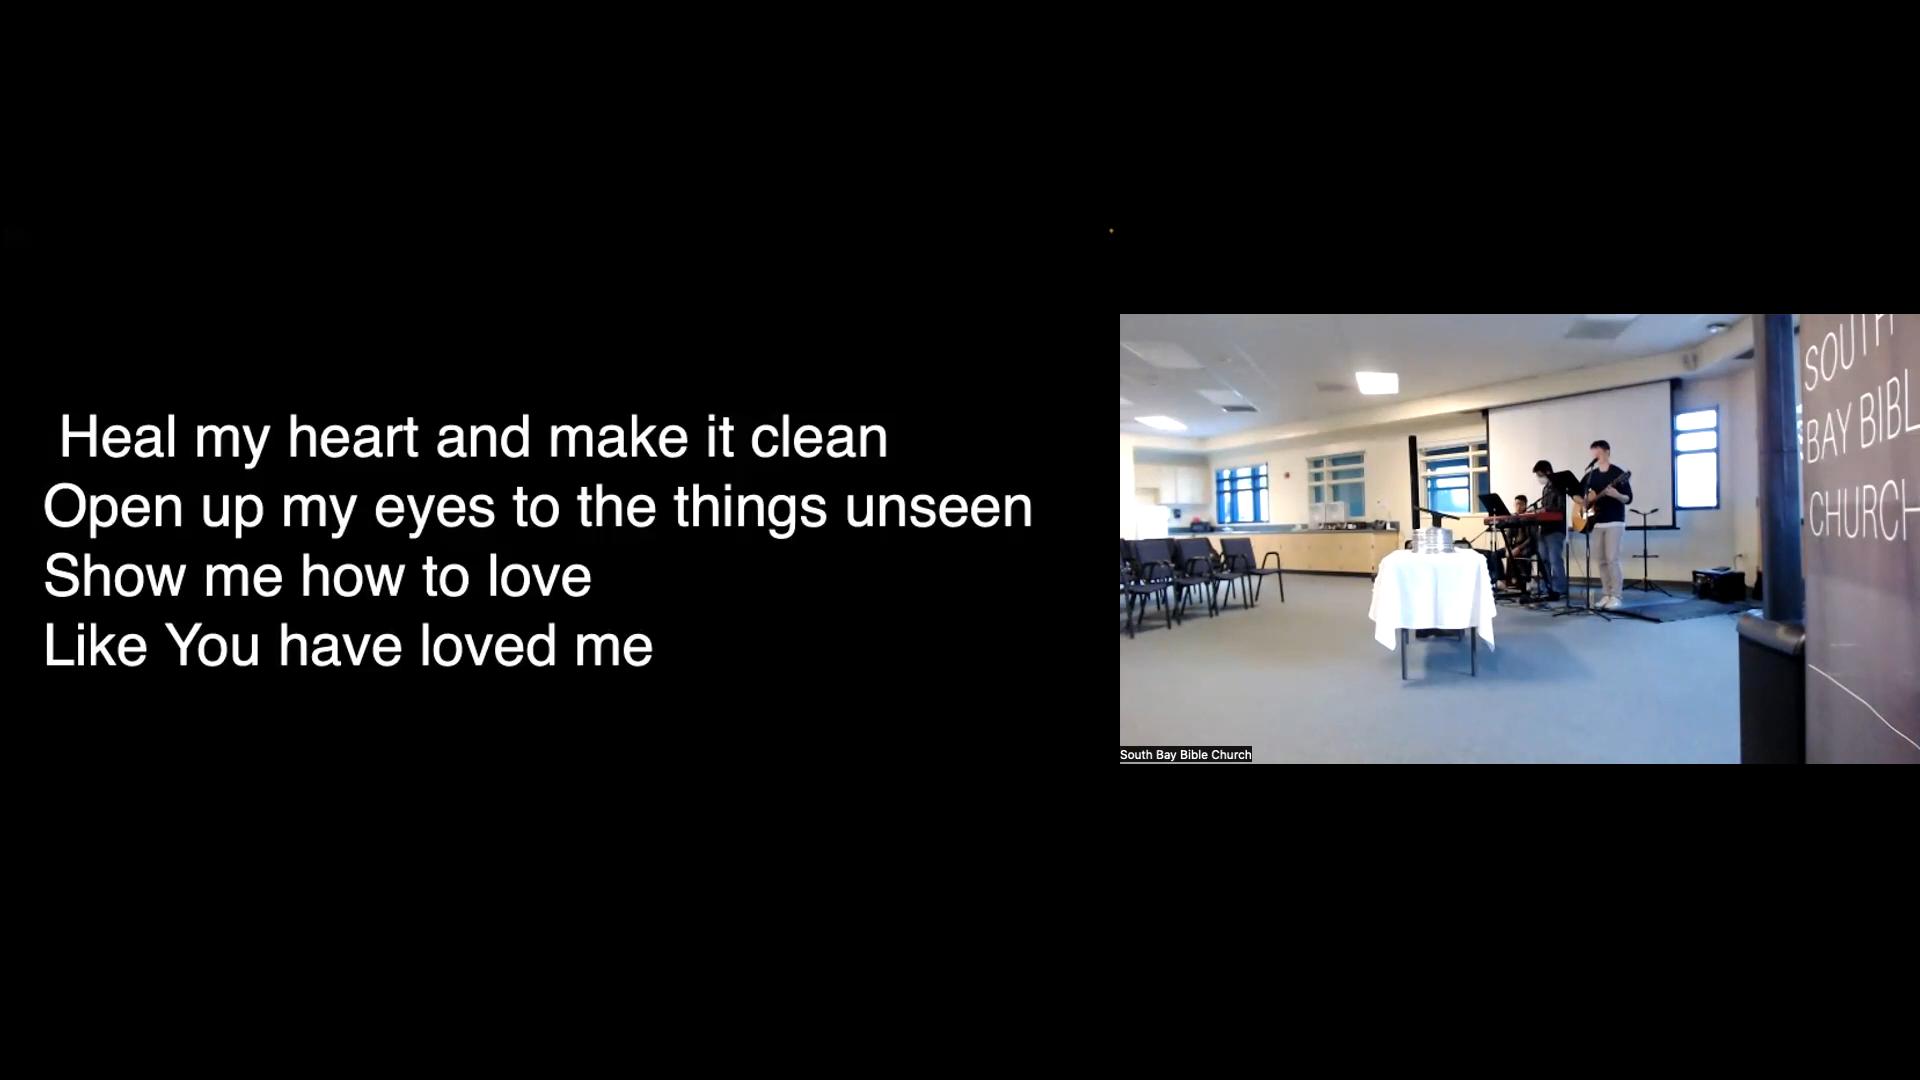 Heal my heart and make it clean
Open up my eyes to the things unseen
Show me how to love
Like You have loved me
SOUTH
BAY BIBL
CHURCH
South Bay Bible Church